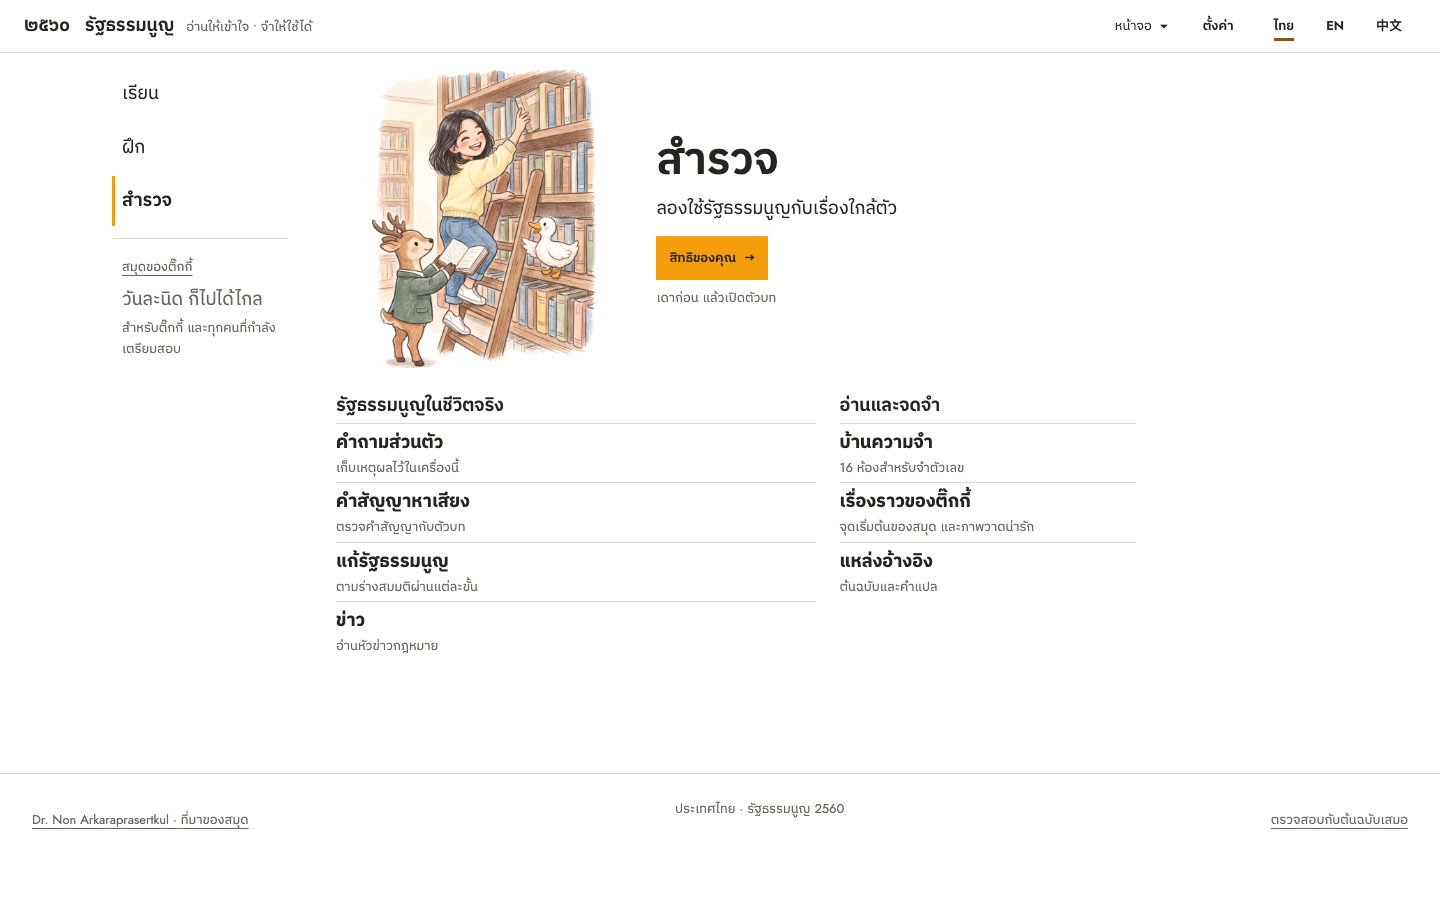 ๒๕๖๐ รัฐธรรมนูญ อ่านให้เข้าใจ · จำให้ใช้ได้
หน้าจอ ตั้งค่า ไทย EN 中文
เรียน
ฝึก
สำรวจ
สมุดของติ๊กกี้
วันละนิด ก็ไปได้ไกล
สำหรับติ๊กกี้ และทุกคนที่กำลัง
เตรียมสอบ
สำรวจ
ลองใช้รัฐธรรมนูญกับเรื่องใกล้ตัว
สิทธิของคุณ →
เดาก่อน แล้วเปิดตัวบท
รัฐธรรมนูญในชีวิตจริง
คำถามส่วนตัว
เก็บเหตุผลไว้ในเครื่องนี้
คำสัญญาหาเสียง
ตรวจคำสัญญากับตัวบท
แก้รัฐธรรมนูญ
ตามร่างสมมติผ่านแต่ละขั้น
ข่าว
อ่านหัวข่าวกฎหมาย
อ่านและจดจำ
บ้านความจำ
16 ห้องสำหรับจำตัวเลข
เรื่องราวของติ๊กกี้
จุดเริ่มต้นของสมุด และภาพวาดน่ารัก
แหล่งอ้างอิง
ต้นฉบับและคำแปล
Dr. Non Arkaraprasertkul · ที่มาของสมุด
ประเทศไทย · รัฐธรรมนูญ 2560
ตรวจสอบกับต้นฉบับเสมอ